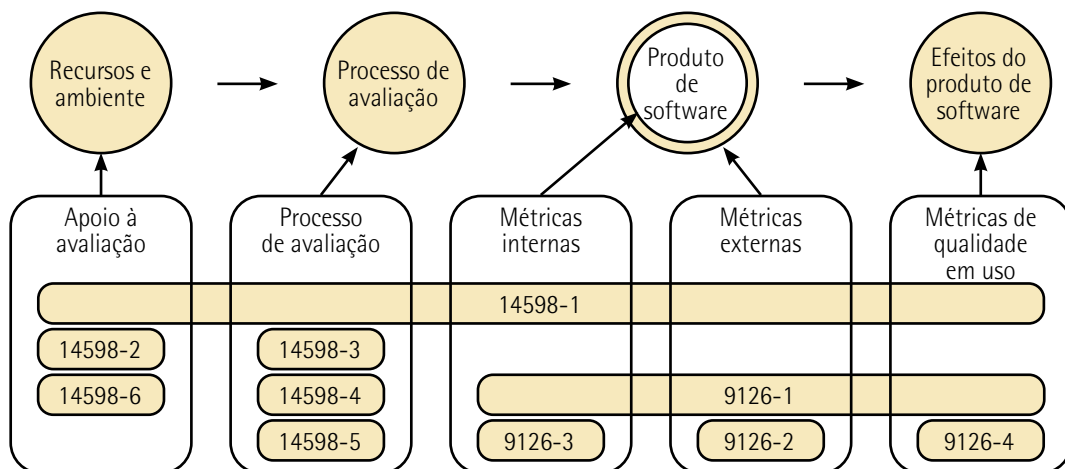 Recursos e
ambiente
Processo de
avaliação
Produto
de
software
Efeitos do
produto de
software
Apoio à
avaliação
Processo
de avaliação
Métricas
internas
Métricas
externas
Métricas de
qualidade
em uso
14598-1
14598-2
14598-3
14598-6
14598-4
9126-1
14598-5
9126-3
9126-2
9126-4